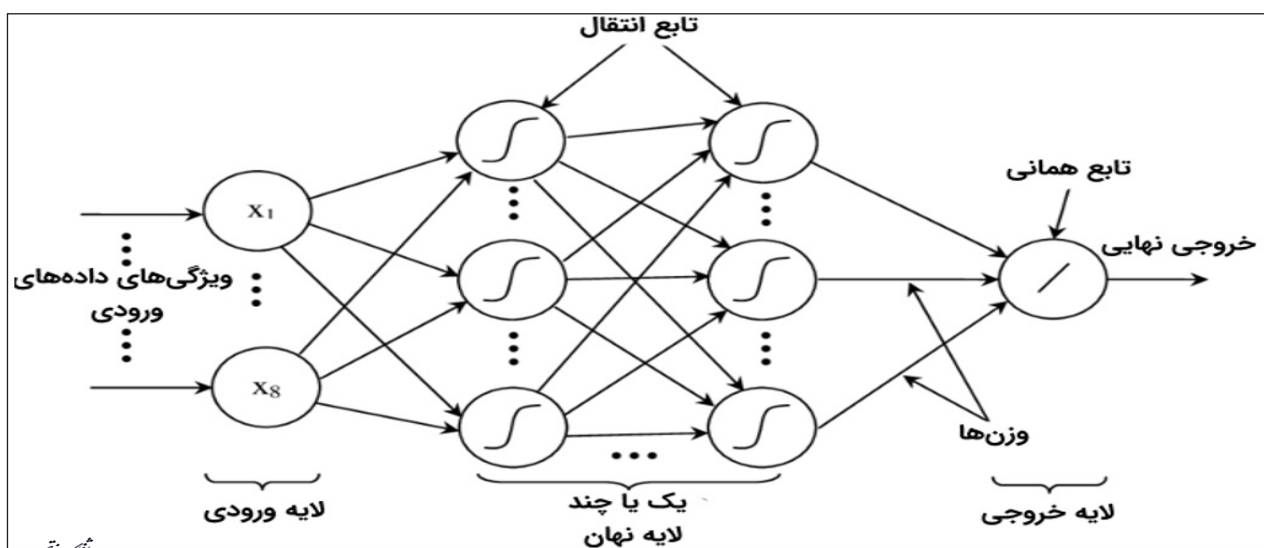 تابع انتقال
تابع همانی
خروجی نهایی
x1
ویژگی‌های داده‌های
ورودی
x8
وزن‌ها
لایه ورودی
یک یا چند
لایه نهان
لایه خروجی